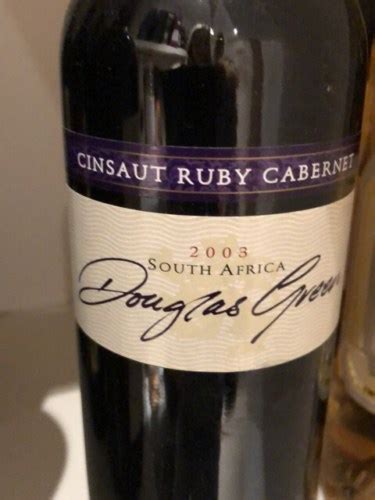 CINSAUT RUBY CABERNET
2003
SOUTH AFRICA
Douglas Green